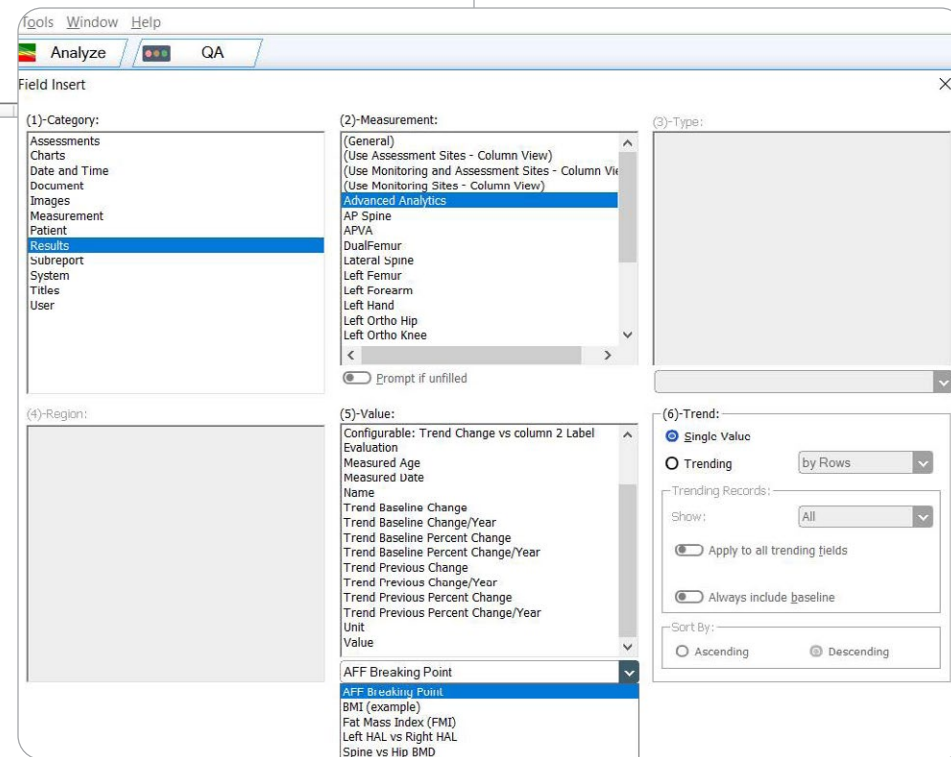 Tools Window Help
Analyze QA
Field Insert
(1)-Category:
Assessments
Charts
Date and Time
Document
Images
Measurement
Patient
Results
Subreport
System
Titles
User
(2)-Measurement:
(General)
(Use Assessment Sites - Column View)
(Use Monitoring and Assessment Sites - Column Vie
(Use Monitoring Sites - Column View)
Advanced Analytics
AP Spine
APVA
DualFemur
Lateral Spine
Left Femur
Left Forearm
Left Hand
Left Ortho Hip
Left Ortho Knee
Prompt if unfilled
(3)-Type:
(4)-Region:
(5)-Value:
Configurable: Trend Change vs column 2 Label
Evaluation
Measured Age
Measured Date
Name
Trend Baseline Change
Trend Baseline Change/Year
Trend Baseline Percent Change
Trend Baseline Percent Change/Year
Trend Previous Change
Trend Previous Change/Year
Trend Previous Percent Change
Trend Previous Percent Change/Year
Unit
Value
AFF Breaking Point
AFF Breaking Point
BMI (example)
Fat Mass Index (FMI)
Left HAL vs Right HAL
Spine vs Hip BMD
(6)-Trend:
Single Value
Trending by Rows
Trending Records:
Show: All
Apply to all trending fields
Always include baseline
Sort By:
Ascending Descending